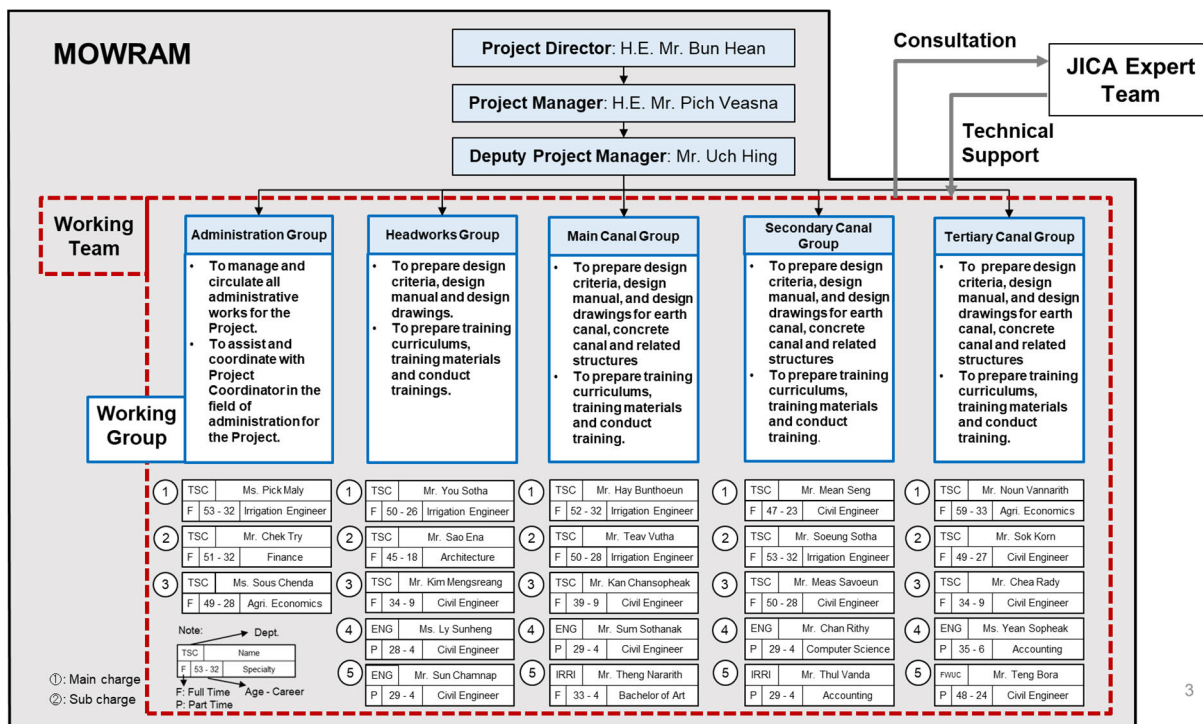 MOWRAM
Project Director: H.E. Mr. Bun Hean
Project Manager: H.E. Mr. Pich Veasna
Deputy Project Manager: Mr. Uch Hing
Consultation
JICA Expert
Team
Technical
Support
Working
Team
Working
Group
Administration Group
• To manage and
circulate all
administrative
works for the
Project.
• To assist and
coordinate with
Project
Coordinator in the
field of
administration for
the Project.
Headworks Group
• To prepare design
criteria, design
manual and design
drawings.
• To prepare training
curriculums,
training materials
and conduct
trainings.
Main Canal Group
• To prepare design
criteria, design
manual, and design
drawings for earth
canal, concrete
canal and related
structures
• To prepare training
curriculums,
training materials
and conduct
training.
Secondary Canal
Group
• To prepare design
criteria, design
manual, and design
drawings for earth
canal, concrete
canal and related
structures
• To prepare training
curriculums,
training materials
and conduct
training.
Tertiary Canal Group
• To prepare design
criteria, design
manual, and design
drawings for earth
canal, concrete
canal and related
structures
• To prepare training
curriculums,
training materials
and conduct
training.
1 TSC Ms. Pick Maly
F 53 - 32 Irrigation Engineer
2 TSC Mr. Chek Try
F 51 - 32 Finance
3 TSC Ms. Sous Chenda
F 49 - 28 Agri. Economics
1 TSC Mr. You Sotha
F 50 - 26 Irrigation Engineer
2 TSC Mr. Sao Ena
F 45 - 18 Architecture
3 TSC Mr. Kim Mengsreang
F 34 - 9 Civil Engineer
4 ENG Ms. Ly Sunheng
P 28 - 4 Civil Engineer
5 ENG Mr. Sun Chamnap
P 29 - 4 Civil Engineer
1 TSC Mr. Hay Bunthoeun
F 52 - 32 Irrigation Engineer
2 TSC Mr. Teav Vutha
F 50 - 28 Irrigation Engineer
3 TSC Mr. Kan Chansopheak
F 39 - 9 Civil Engineer
4 ENG Mr. Sum Sothanak
P 29 - 4 Civil Engineer
5 IRRI Mr. Theng Nararith
F 33 - 4 Bachelor of Art
1 TSC Mr. Mean Seng
F 47 - 23 Civil Engineer
2 TSC Mr. Soeung Sotha
F 53 - 32 Irrigation Engineer
3 TSC Mr. Meas Savoeun
F 50 - 28 Civil Engineer
4 ENG Mr. Chan Rithy
P 29 - 4 Computer Science
5 IRRI Mr. Thul Vanda
P 29 - 4 Accounting
1 TSC Mr. Noun Vannarith
F 59 - 33 Agri. Economics
2 TSC Mr. Sok Korn
F 49 - 27 Civil Engineer
3 TSC Mr. Chea Rady
F 34 - 9 Civil Engineer
4 ENG Ms. Yean Sopheak
P 35 - 6 Accounting
5 FWUC Mr. Teng Bora
P 48 - 24 Civil Engineer
Note:
Dept.
TSC Name
F 53 - 32 Specialty
Age - Career
F: Full Time
P: Part Time
①: Main charge
②: Sub charge
3